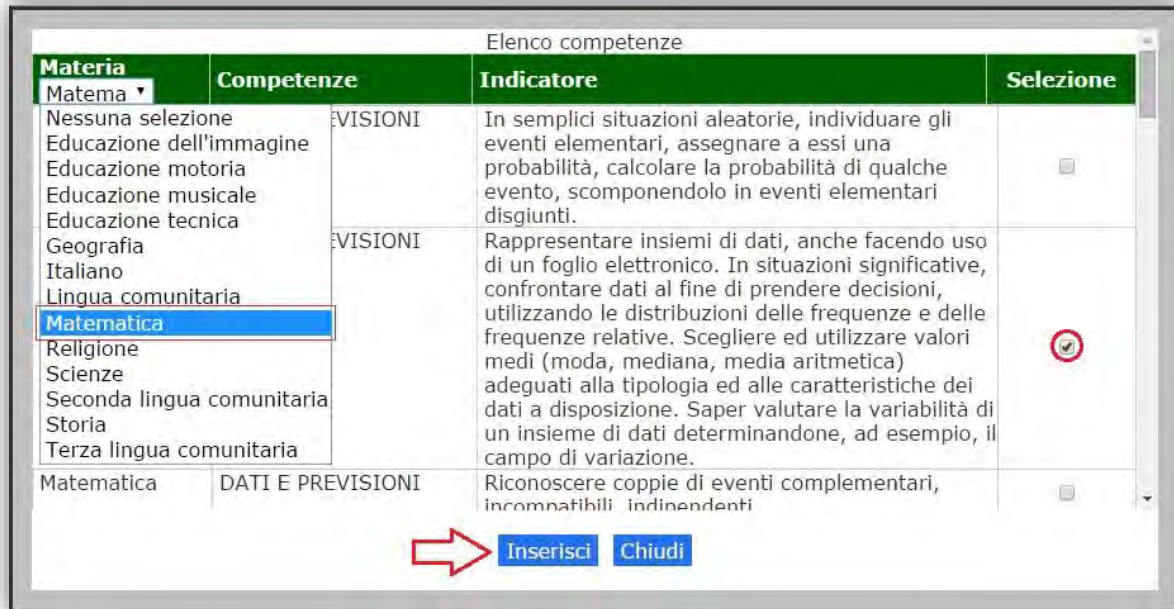 Elenco competenze
Materia
Matema
Competenze
Indicatore
Selezione
Nessuna selezione
Educazione dell'immagine
Educazione motoria
Educazione musicale
Educazione tecnica
Geografia
Italiano
Lingua comunitaria
Matematica
Religione
Scienze
Seconda lingua comunitaria
Storia
Terza lingua comunitaria
EVISIONI
In semplici situazioni aleatorie, individuare gli
eventi elementari, assegnare a essi una
probabilità, calcolare la probabilità di qualche
evento, scomponendolo in eventi elementari
disgiunti.
EVISIONI
Rappresentare insiemi di dati, anche facendo uso
di un foglio elettronico. In situazioni significative,
confrontare dati al fine di prendere decisioni,
utilizzando le distribuzioni delle frequenze e delle
frequenze relative. Scegliere ed utilizzare valori
medi (moda, mediana, media aritmetica)
adeguati alla tipologia ed alle caratteristiche dei
dati a disposizione. Saper valutare la variabilità di
un insieme di dati determinandone, ad esempio, il
campo di variazione.
Matematica
DATI E PREVISIONI
Riconoscere coppie di eventi complementari,
incompatibili, indipendenti
Inserisci
Chiudi